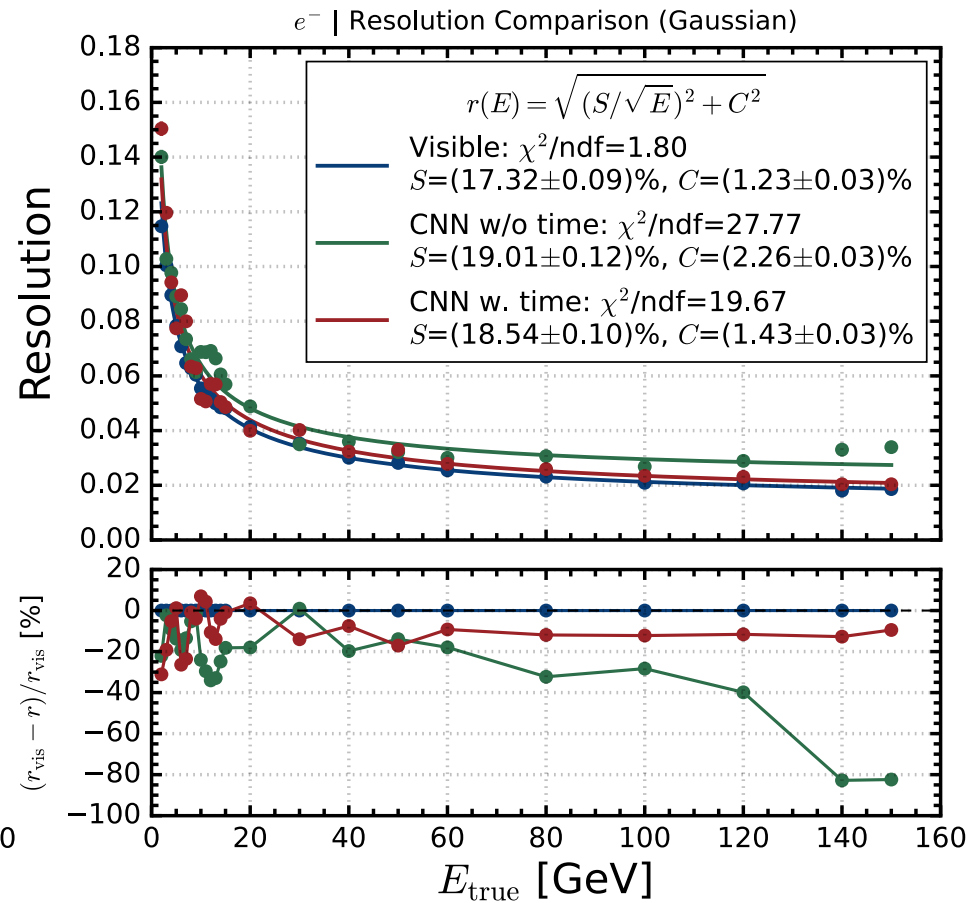 e⁻ | Resolution Comparison (Gaussian)
0.18
0.16
0.14
0.12
0.10
0.08
0.06
0.04
0.02
0.00
Resolution
r(E) = √((S/√E)² + C²)
Visible: χ²/ndf=1.80
S=(17.32±0.09)%, C=(1.23±0.03)%
CNN w/o time: χ²/ndf=27.77
S=(19.01±0.12)%, C=(2.26±0.03)%
CNN w. time: χ²/ndf=19.67
S=(18.54±0.10)%, C=(1.43±0.03)%
20
0
−20
−40
−60
−80
−100
(r_vis − r)/r_vis [%]
0
0 20 40 60 80 100 120 140 160
E_true [GeV]